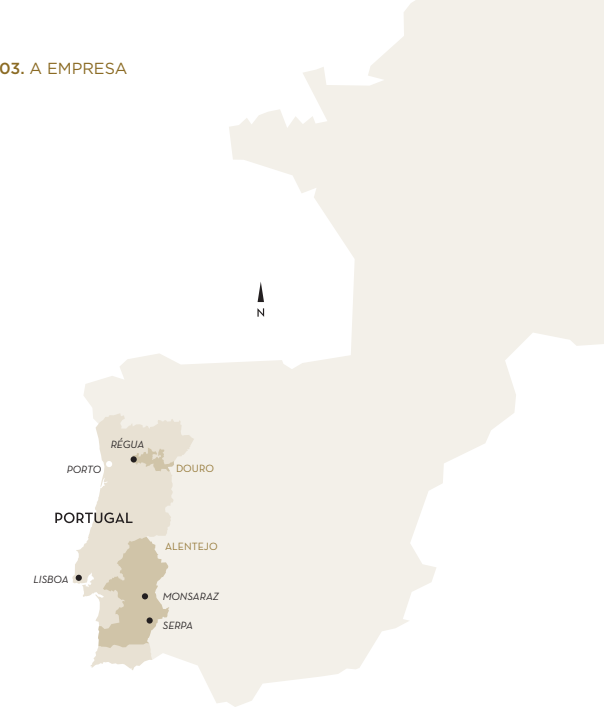 03. A EMPRESA
N
RÉGUA
PORTO
DOURO
PORTUGAL
ALENTEJO
LISBOA
MONSARAZ
SERPA